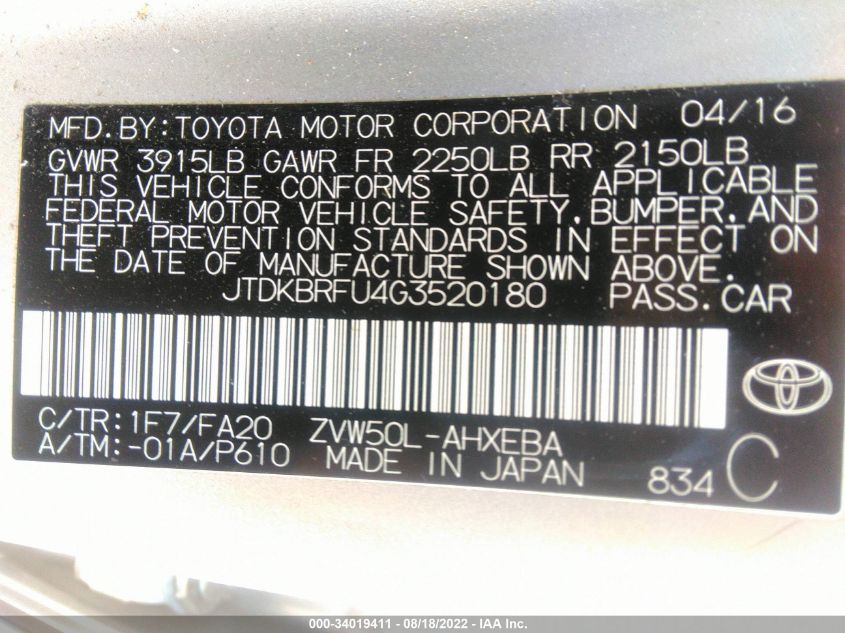 MFD.BY:TOYOTA MOTOR CORPORATION 04/16
GVWR 3915LB GAWR FR 2250LB RR 2150LB
THIS VEHICLE CONFORMS TO ALL APPLICABLE
FEDERAL MOTOR VEHICLE SAFETY,BUMPER,AND
THEFT PREVENTION STANDARDS IN EFFECT ON
THE DATE OF MANUFACTURE SHOWN ABOVE.
JTDKBRFU4G3520180 PASS.CAR
C/TR:1F7/FA20 ZVW50L-AHXEBA
A/TM:-01A/P610 MADE IN JAPAN 834 C
000-34019411 - 08/18/2022 - IAA Inc.